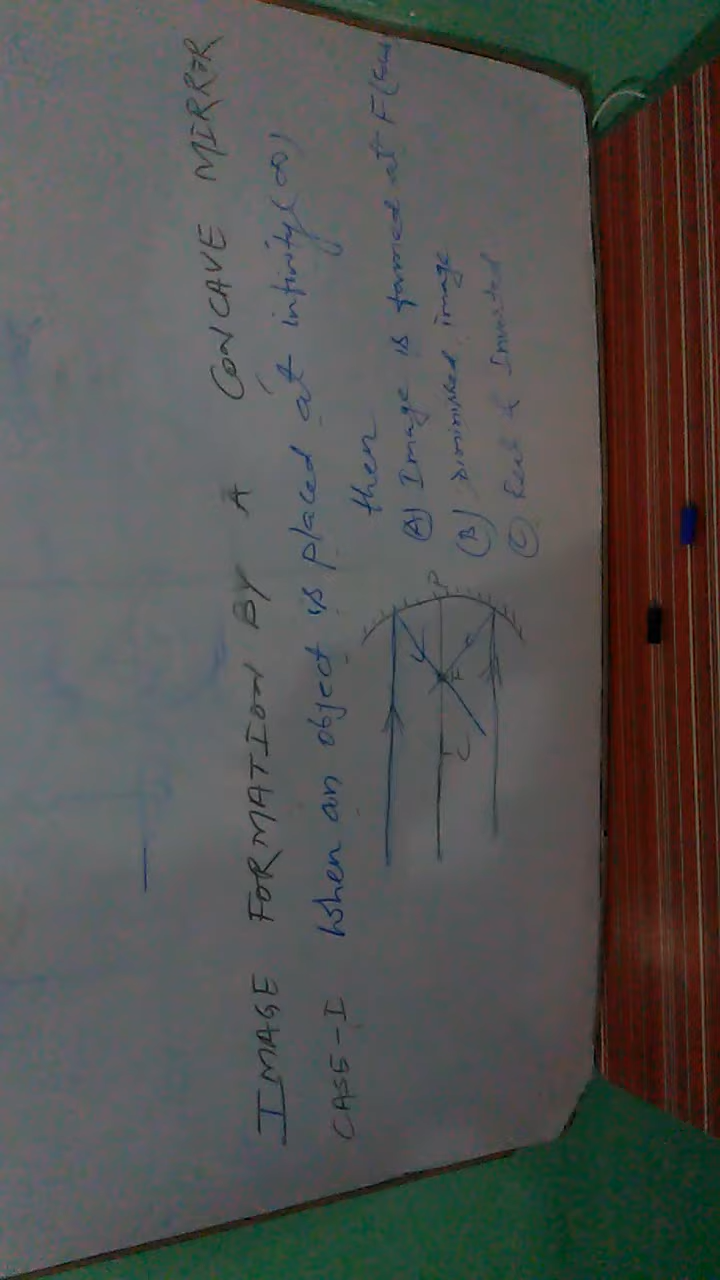 IMAGE FORMATION BY A CONCAVE MIRROR
CASE-I When an object is placed at infinity (∞)
then
(A) Image is formed at F
(B) Diminished image
(C) Real & Inverted
C
F
P